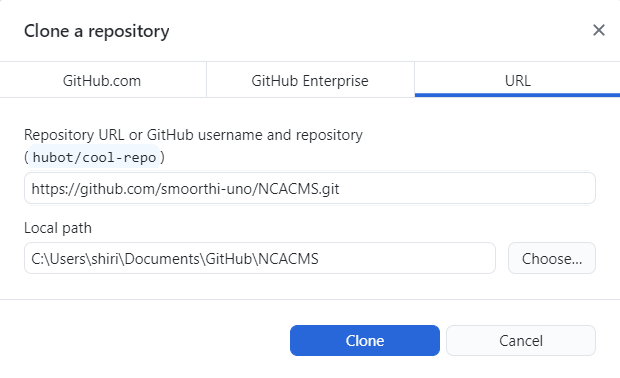 Clone a repository
GitHub.com
GitHub Enterprise
URL
Repository URL or GitHub username and repository
(hubot/cool-repo)
https://github.com/smoorthi-uno/NCACMS.git
Local path
C:\Users\shiri\Documents\GitHub\NCACMS
Choose...
Clone
Cancel